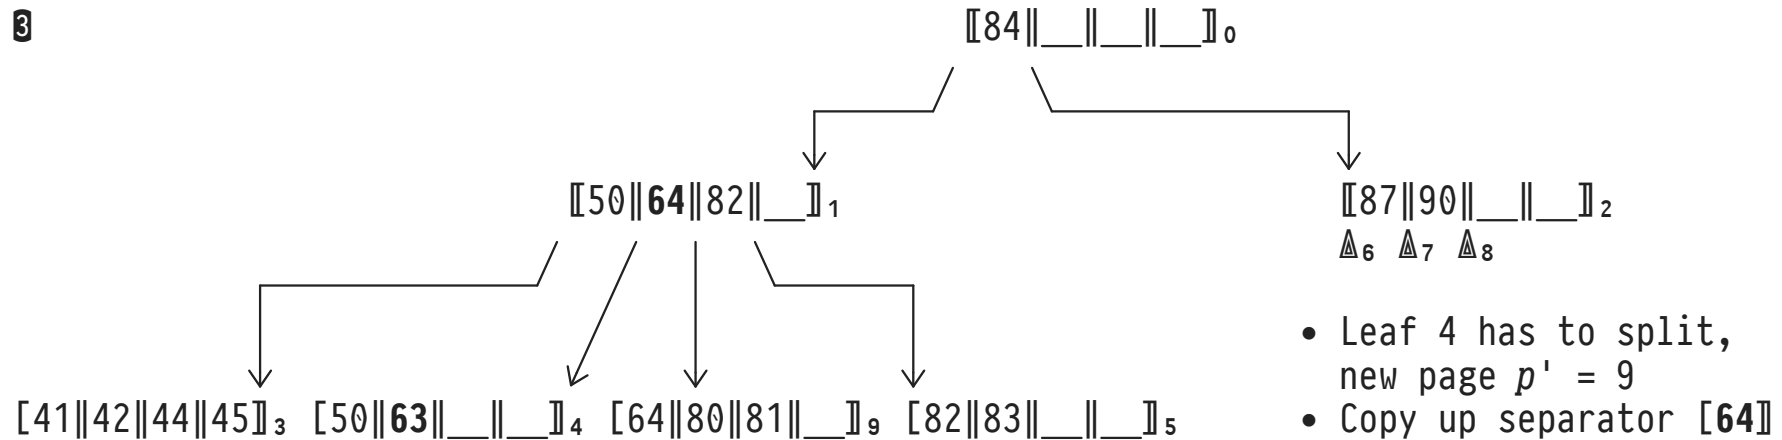 3
⟦84‖__‖__‖__⟧₀
⟦50‖64‖82‖__⟧₁
⟦87‖90‖__‖__⟧₂
◬₆ ◬₇ ◬₈
• Leaf 4 has to split,
new page p' = 9
• Copy up separator [64⟧
[41‖42‖44‖45⟧₃ [50‖63‖__‖__⟧₄ [64‖80‖81‖__⟧₉ [82‖83‖__‖__⟧₅